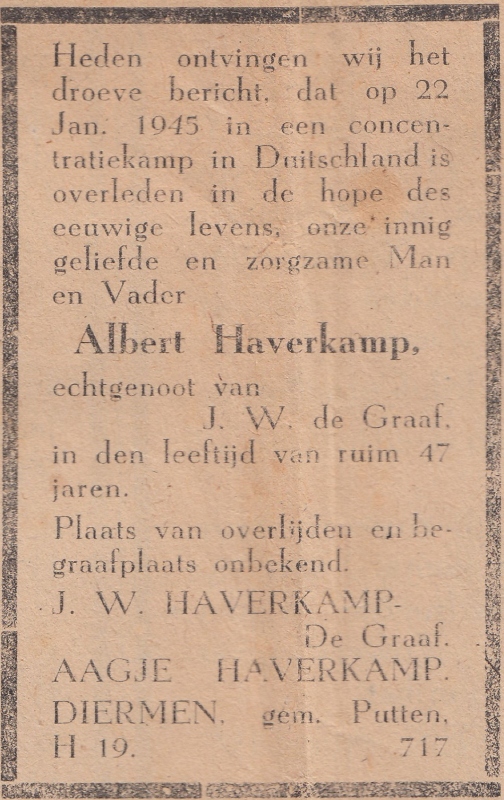 Heden ontvingen wij het
droeve bericht, dat op 22
Jan. 1945 in een concen-
tratiekamp in Duitschland is
overleden in de hope des
eeuwige levens, onze innig
geliefde en zorgzame Man
en Vader
Albert Haverkamp,
echtgenoot van
J. W. de Graaf.
in den leeftijd van ruim 47
jaren.
Plaats van overlijden en be-
graafplaats onbekend.
J. W. HAVERKAMP-
De Graaf.
AAGJE HAVERKAMP.
DIERMEN, gem. Putten,
H 19. 717